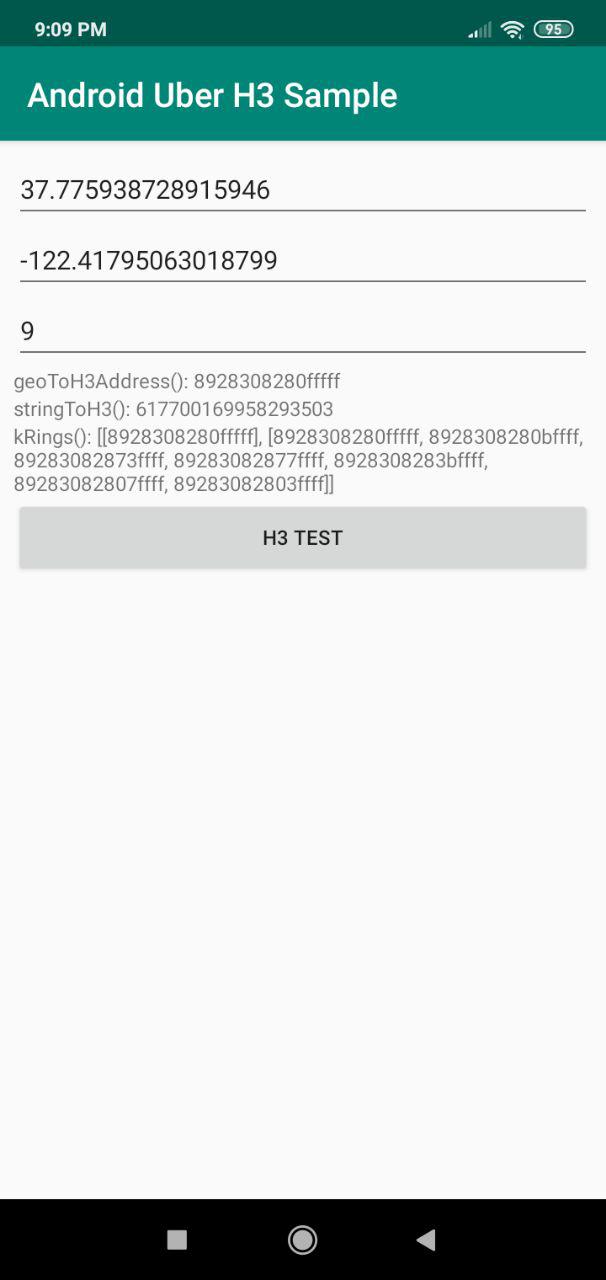 9:09 PM
95
Android Uber H3 Sample
37.775938728915946
-122.41795063018799
9
geoToH3Address(): 8928308280fffff
stringToH3(): 617700169958293503
kRings(): [[8928308280fffff], [8928308280fffff, 8928308280bffff,
89283082873ffff, 89283082877ffff, 8928308283bffff,
89283082807ffff, 89283082803ffff]]
H3 TEST